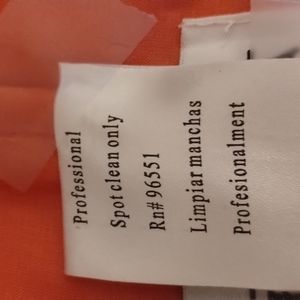 Professional
Spot clean only
Rn# 96551
Limpiar manchas
Profesionalment